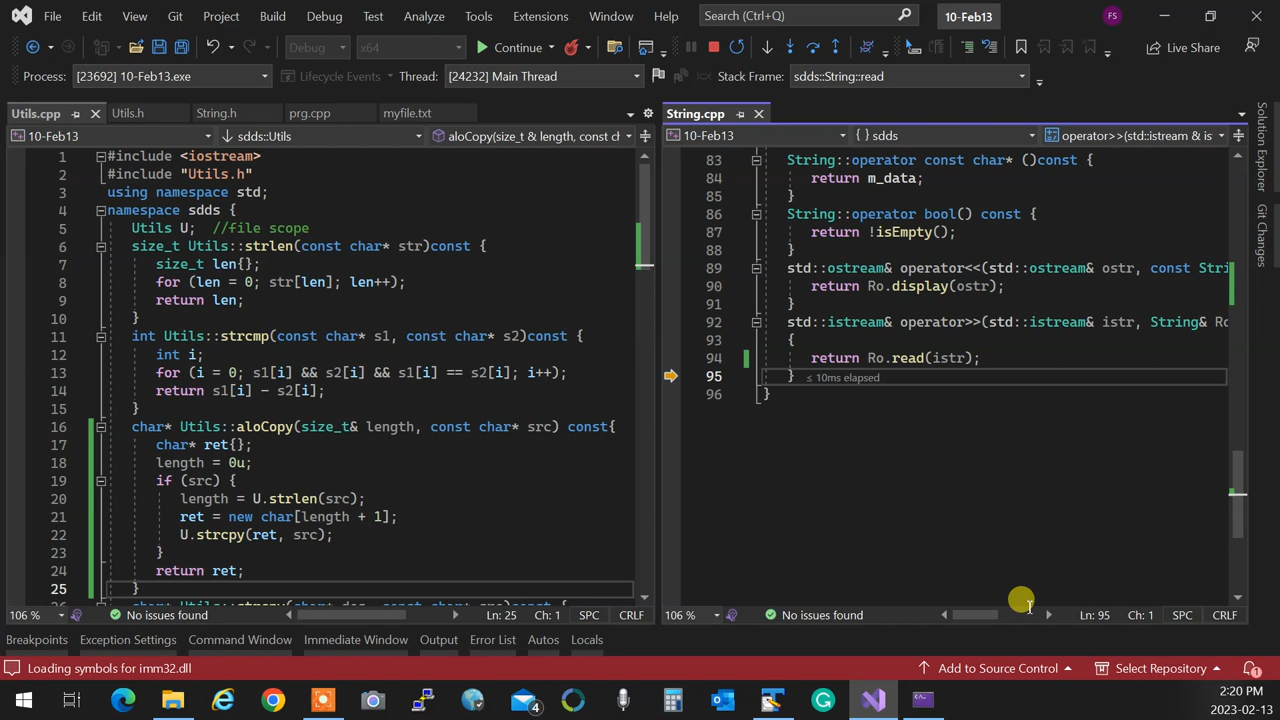 File Edit View Git Project Build Debug Test Analyze Tools Extensions Window Help Search (Ctrl+Q) 10-Feb13 FS
Debug x64 Continue Live Share
Process: [23692] 10-Feb13.exe Lifecycle Events Thread: [24232] Main Thread Stack Frame: sdds::String::read
Utils.cpp Utils.h String.h prg.cpp myfile.txt
10-Feb13 sdds::Utils aloCopy(size_t & length, const ch
1 #include <iostream>
2 #include "Utils.h"
3 using namespace std;
4 namespace sdds {
5 Utils U; //file scope
6 size_t Utils::strlen(const char* str)const {
7 size_t len{};
8 for (len = 0; str[len]; len++);
9 return len;
10 }
11 int Utils::strcmp(const char* s1, const char* s2)const {
12 int i;
13 for (i = 0; s1[i] && s2[i] && s1[i] == s2[i]; i++);
14 return s1[i] - s2[i];
15 }
16 char* Utils::aloCopy(size_t& length, const char* src) const{
17 char* ret{};
18 length = 0u;
19 if (src) {
20 length = U.strlen(src);
21 ret = new char[length + 1];
22 U.strcpy(ret, src);
23 }
24 return ret;
25 }
106 % No issues found Ln: 25 Ch: 1 SPC CRLF
String.cpp
10-Feb13 sdds operator>>(std::istream & is
83 String::operator const char* ()const {
84 return m_data;
85 }
86 String::operator bool() const {
87 return !isEmpty();
88 }
89 std::ostream& operator<<(std::ostream& ostr, const Stri
90 return Ro.display(ostr);
91 }
92 std::istream& operator>>(std::istream& istr, String& Ro
93 {
94 return Ro.read(istr);
95 } ≤ 10ms elapsed
96 }
106 % No issues found Ln: 95 Ch: 1 SPC CRLF
Solution Explorer
Git Changes
Breakpoints Exception Settings Command Window Immediate Window Output Error List Autos Locals
Loading symbols for imm32.dll Add to Source Control Select Repository 1
4
2:20 PM
2023-02-13